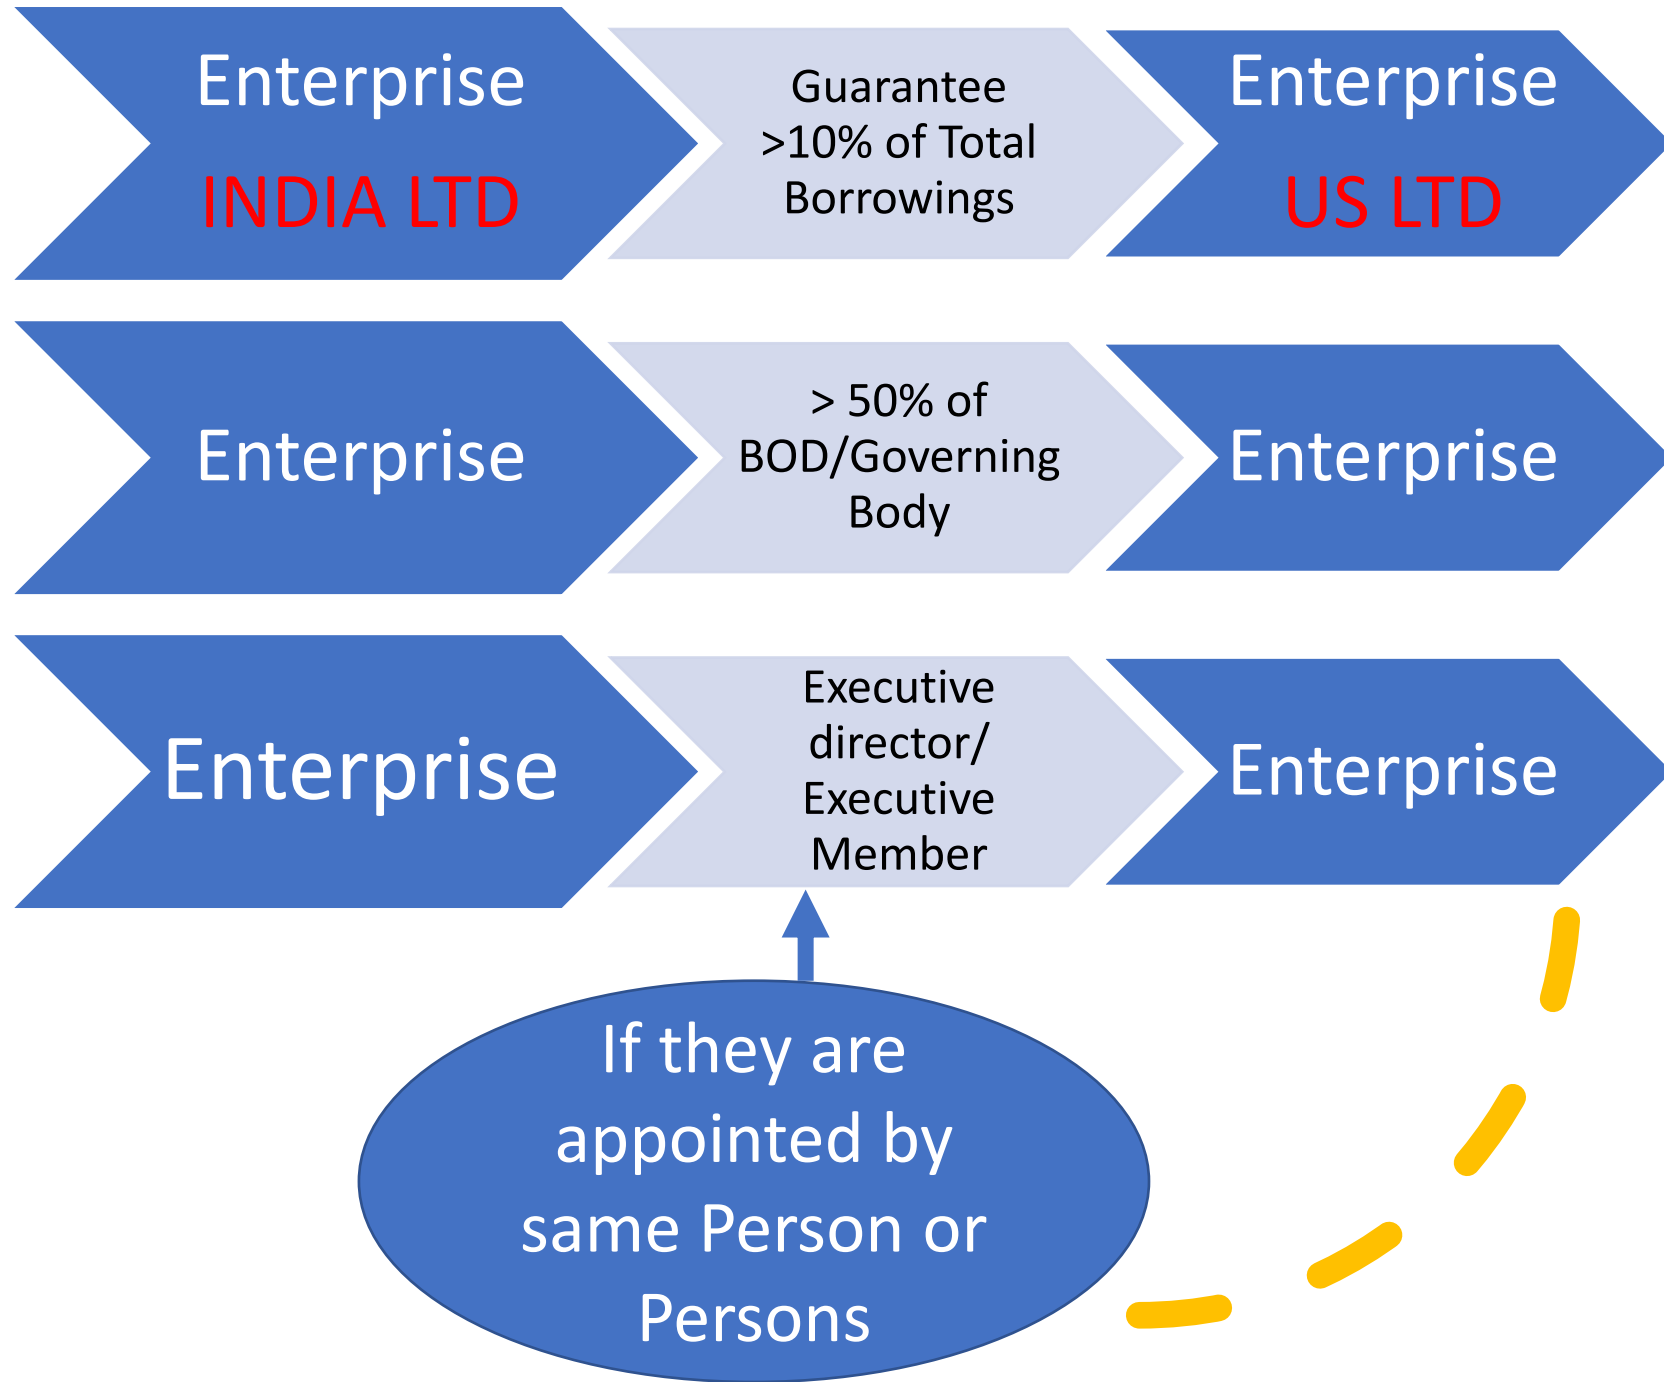 Enterprise
INDIA LTD
Guarantee
>10% of Total
Borrowings
Enterprise
US LTD
Enterprise
> 50% of
BOD/Governing
Body
Enterprise
Enterprise
Executive
director/
Executive
Member
Enterprise
If they are
appointed by
same Person or
Persons